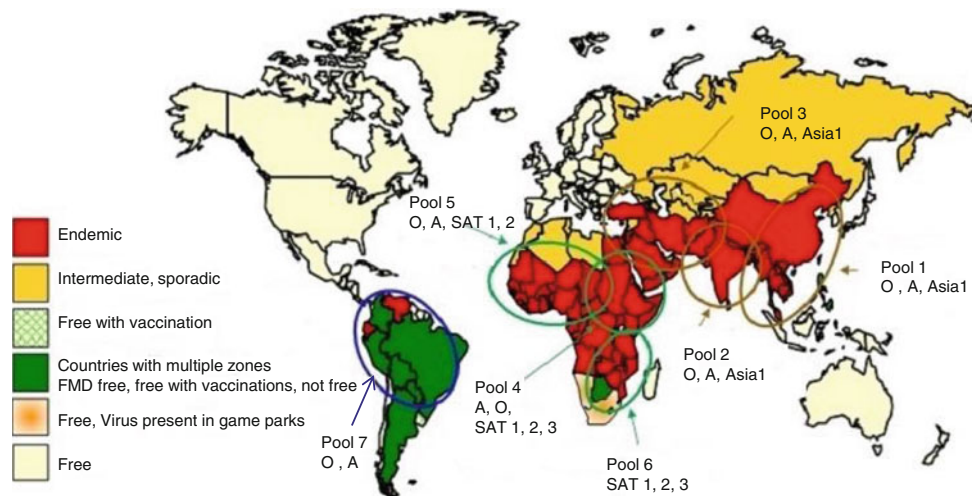 Pool 3
O, A, Asia1
Pool 5
O, A, SAT 1, 2
Endemic
Intermediate, sporadic
Free with vaccination
Countries with multiple zones
FMD free, free with vaccinations, not free
Free, Virus present in game parks
Free
Pool 1
O , A, Asia1
Pool 2
O, A, Asia1
Pool 4
A, O,
SAT 1, 2, 3
Pool 7
O , A
Pool 6
SAT 1, 2, 3